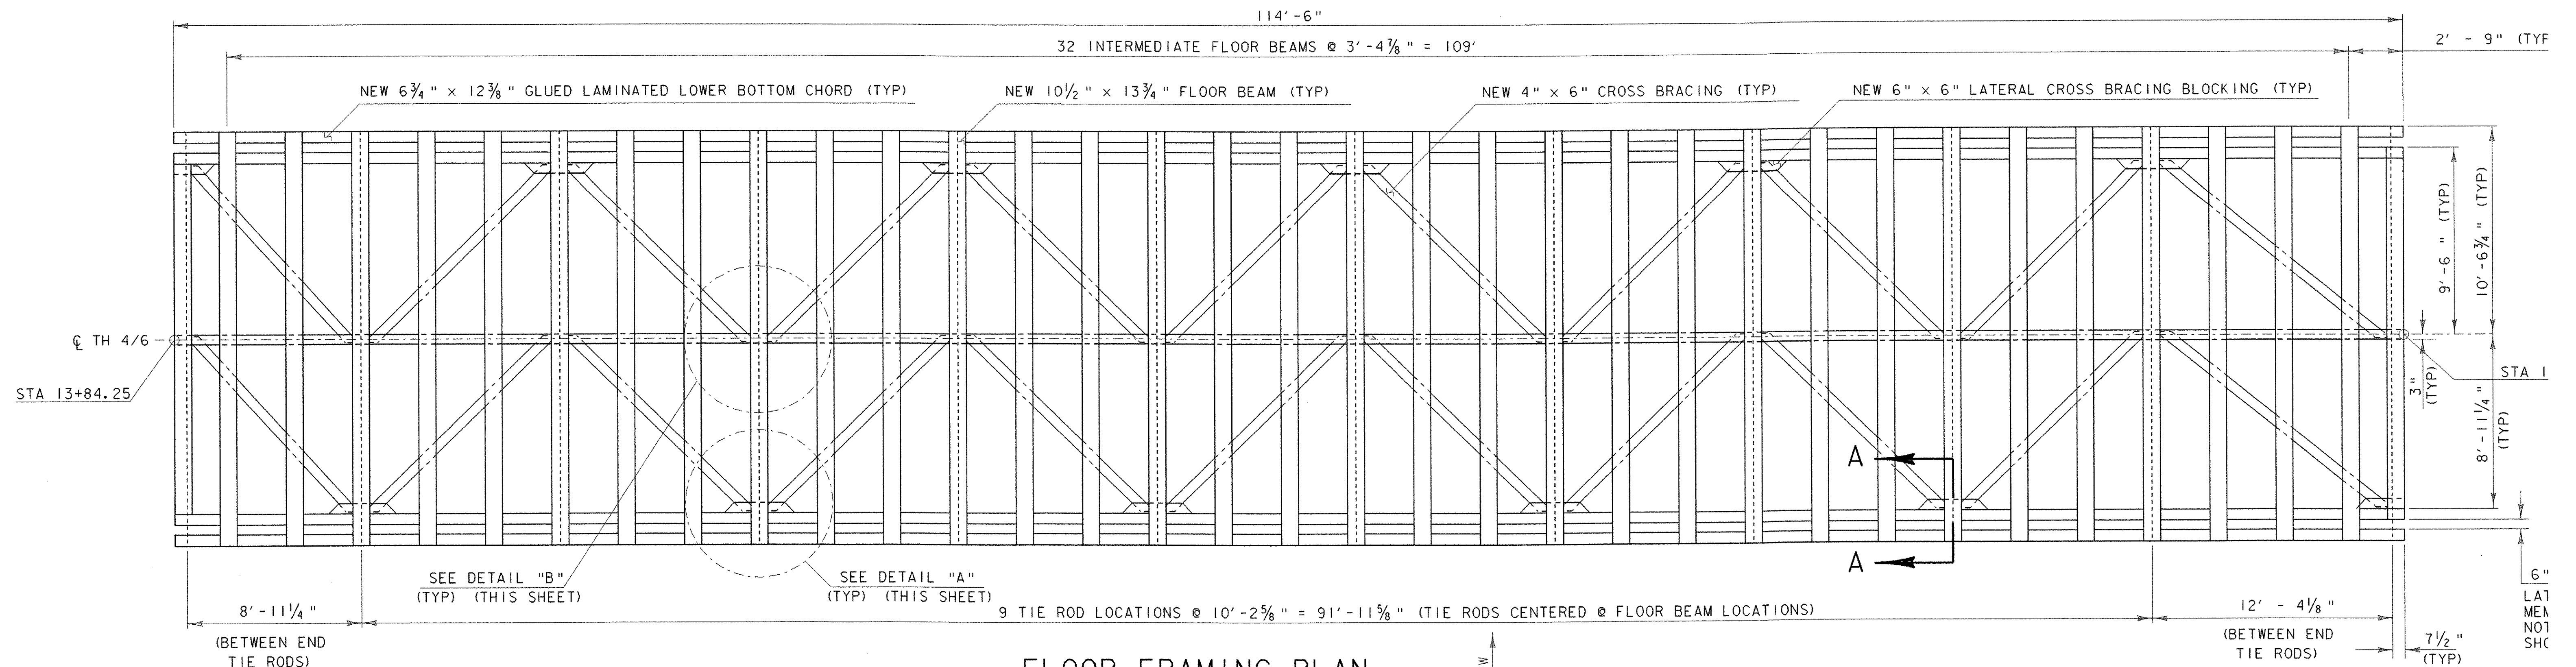 114'-6"
32 INTERMEDIATE FLOOR BEAMS @ 3'-4⅞" = 109'
2' - 9"
NEW 6¾" × 12⅜" GLUED LAMINATED LOWER BOTTOM CHORD (TYP)
NEW 10½" × 13¾" FLOOR BEAM (TYP)
NEW 4" × 6" CROSS BRACING (TYP)
NEW 6" × 6" LATERAL CROSS BRACING BLOCKING (TYP)
9'-6" (TYP)
10'-6¾" (TYP)
℄ TH 4/6
STA 13+84.25
STA 1
3"
(TYP)
8'-11¼"
(TYP)
A
A
SEE DETAIL "B"
(TYP) (THIS SHEET)
SEE DETAIL "A"
(TYP) (THIS SHEET)
8'-11¼"
(BETWEEN END
TIE RODS)
9 TIE ROD LOCATIONS @ 10'-2⅝" = 91'-11⅝" (TIE RODS CENTERED @ FLOOR BEAM LOCATIONS)
12' - 4⅛"
(BETWEEN END
TIE RODS)
7½"
(TYP)
6"
FLOOR FRAMING PLAN